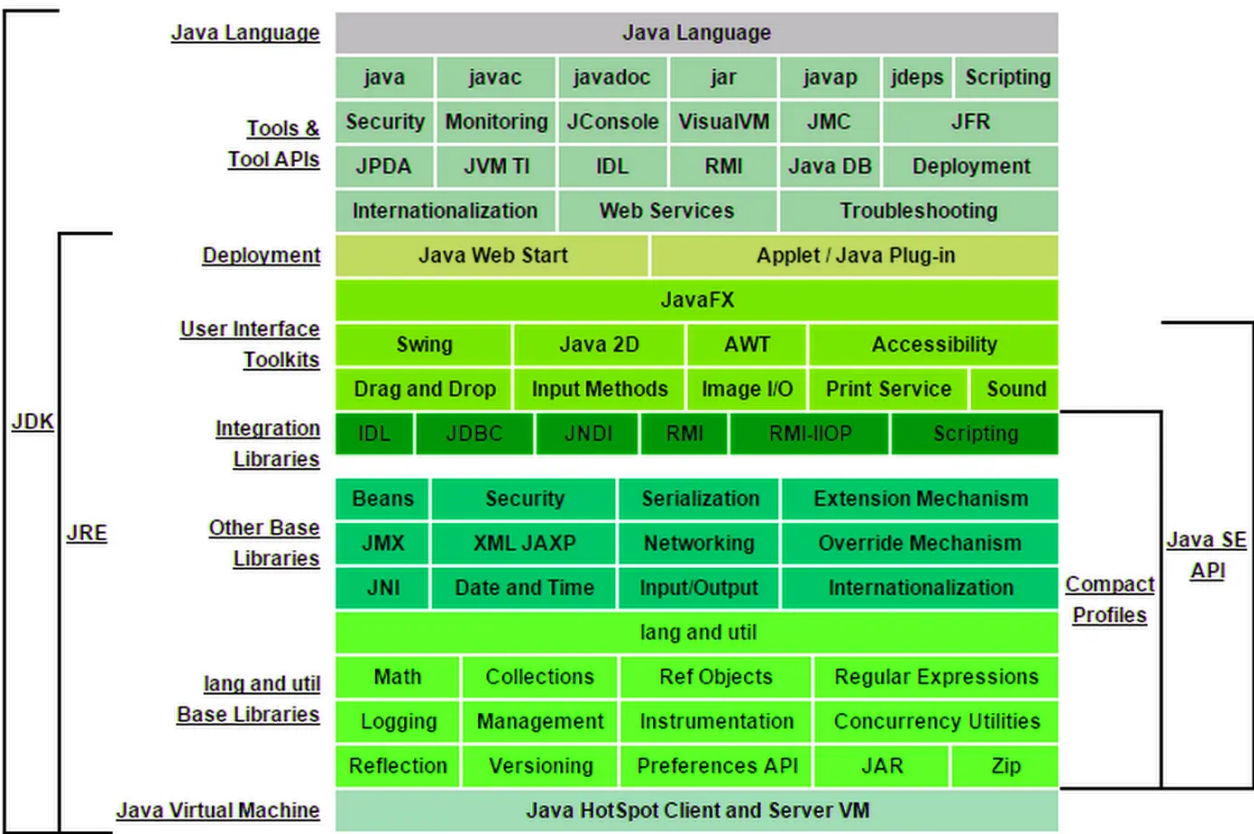 Java Language Java Language
java javac javadoc jar javap jdeps Scripting
Tools & Security Monitoring JConsole VisualVM JMC JFR
Tool APIs JPDA JVM TI IDL RMI Java DB Deployment
Internationalization Web Services Troubleshooting
Deployment Java Web Start Applet / Java Plug-in
JavaFX
User Interface Swing Java 2D AWT Accessibility
Toolkits Drag and Drop Input Methods Image I/O Print Service Sound
JDK Integration IDL JDBC JNDI RMI RMI-IIOP Scripting
Libraries
Beans Security Serialization Extension Mechanism
JRE Other Base JMX XML JAXP Networking Override Mechanism Java SE
Libraries JNI Date and Time Input/Output Internationalization Compact API
lang and util Profiles
lang and util Math Collections Ref Objects Regular Expressions
Base Libraries Logging Management Instrumentation Concurrency Utilities
Reflection Versioning Preferences API JAR Zip
Java Virtual Machine Java HotSpot Client and Server VM